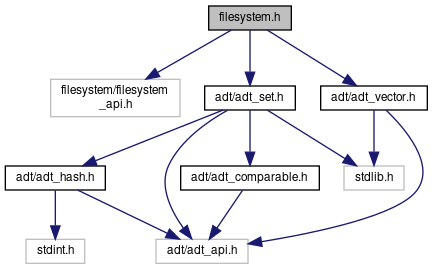 filesystem.h
filesystem/filesystem
_api.h
adt/adt_set.h
adt/adt_vector.h
adt/adt_hash.h
adt/adt_comparable.h
stdlib.h
stdint.h
adt/adt_api.h